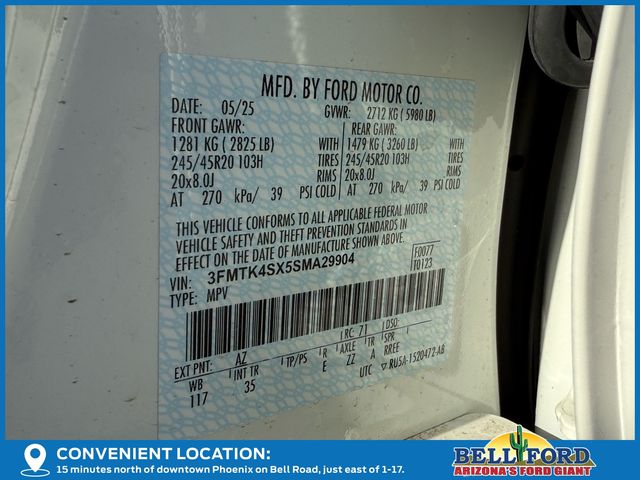 MFD. BY FORD MOTOR CO.
DATE: 05/25 GVWR: 2712 KG ( 5980 LB)
FRONT GAWR: REAR GAWR:
1281 KG ( 2825 LB) WITH 1479 KG ( 3260 LB) WITH
245/45R20 103H TIRES 245/45R20 103H TIRES
20x8.0J RIMS 20x8.0J RIMS
AT 270 kPa/ 39 PSI COLD AT 270 kPa/ 39 PSI COLD
THIS VEHICLE CONFORMS TO ALL APPLICABLE FEDERAL MOTOR
VEHICLE SAFETY AND THEFT PREVENTION STANDARDS IN
EFFECT ON THE DATE OF MANUFACTURE SHOWN ABOVE.
VIN: 3FMTK4SX5SMA29904 F0077
TYPE: MPV T0123
EXT PNT: AZ RC: 71 DSO:
WB INT TR TP/PS R AXLE TR SPR
117 35 E ZZ A RREE
UTC ▽ RU5A-1520472-AB
CONVENIENT LOCATION:
15 minutes north of downtown Phoenix on Bell Road, just east of 1-17.
BELL FORD
ARIZONA'S FORD GIANT